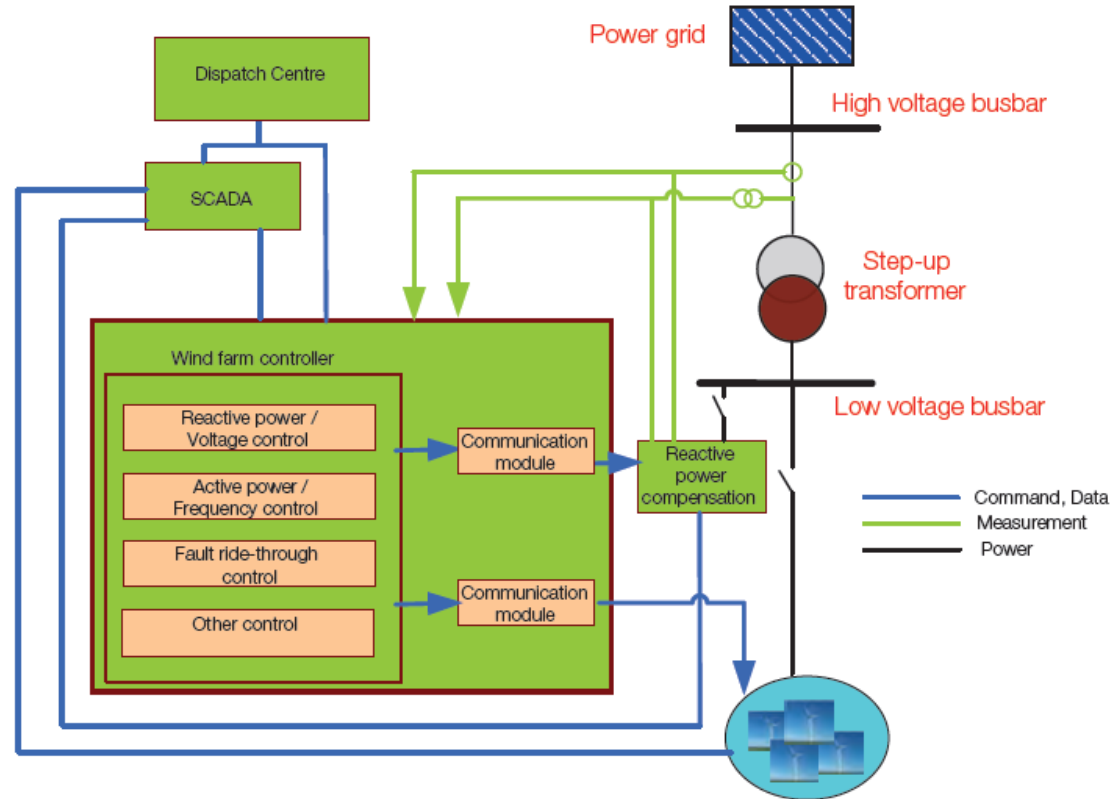 Power grid
Dispatch Centre
High voltage busbar
SCADA
Step-up
transformer
Wind farm controller
Low voltage busbar
Reactive power /
Voltage control
Communication
module
Reactive
power
compensation
Active power /
Frequency control
Command, Data
Measurement
Power
Fault ride-through
control
Communication
module
Other control